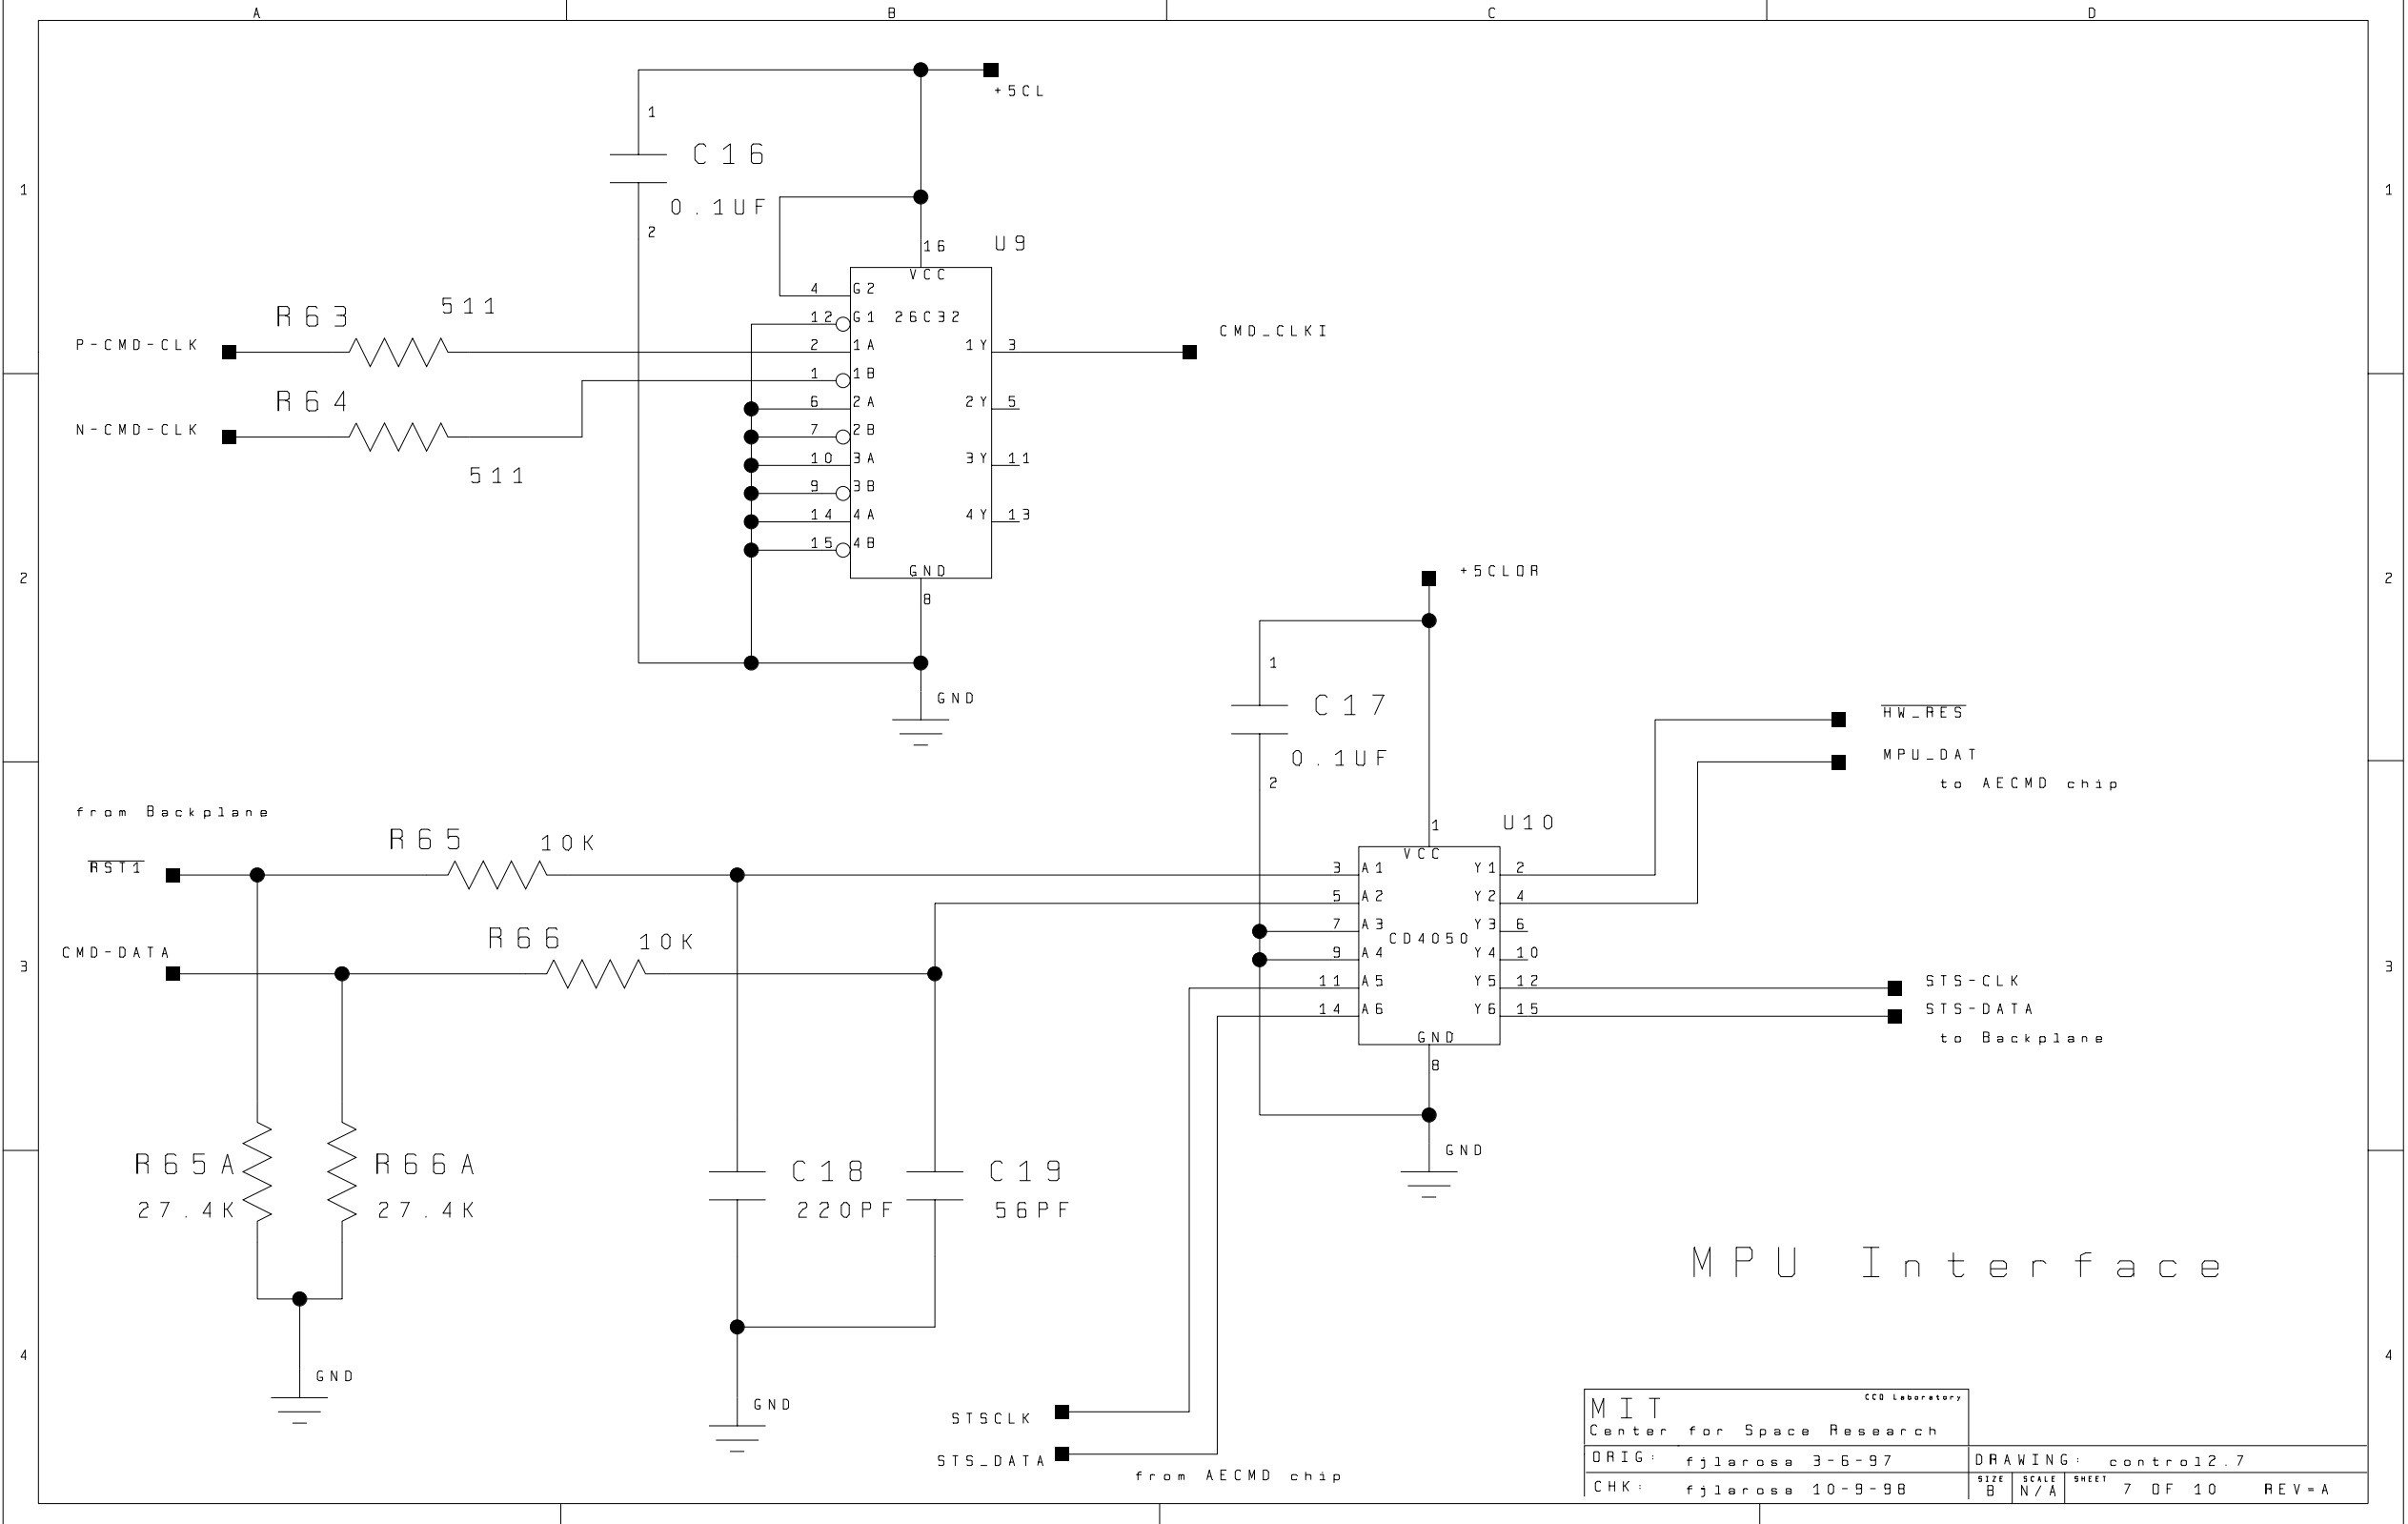 A B C D
+5CL
1
C16
0.1UF
2
1 1
16
U9
VCC
4 G2
12 G1 26C32
R63 511
P-CMD-CLK
2 1A 1Y 3
CMD_CLKI
1 1B
R64
N-CMD-CLK
511
6 2A 2Y 5
7 2B
10 3A 3Y 11
9 3B
14 4A 4Y 13
15 4B
GND
8
2 2
+5CLQR
GND
1
C17
0.1UF
2
HW_RES
MPU_DAT
to AECMD chip
from Backplane
R65 10K
RST1
1
U10
VCC
3 A1 Y1 2
5 A2 Y2 4
7 A3 Y3 6
CD4050
9 A4 Y4 10
11 A5 Y5 12
14 A6 Y6 15
GND
8
R66 10K
CMD-DATA
3 3
STS-CLK
STS-DATA
to Backplane
GND
R65A
27.4K
R66A
27.4K
C18
220PF
C19
56PF
MPU Interface
4 4
GND
GND
STSCLK
STS_DATA
from AECMD chip
MIT CCD Laboratory
Center for Space Research
ORIG: fjlarosa 3-6-97 DRAWING: control2.7
CHK: fjlarosa 10-9-98 SIZE B SCALE N/A SHEET 7 OF 10 REV=A